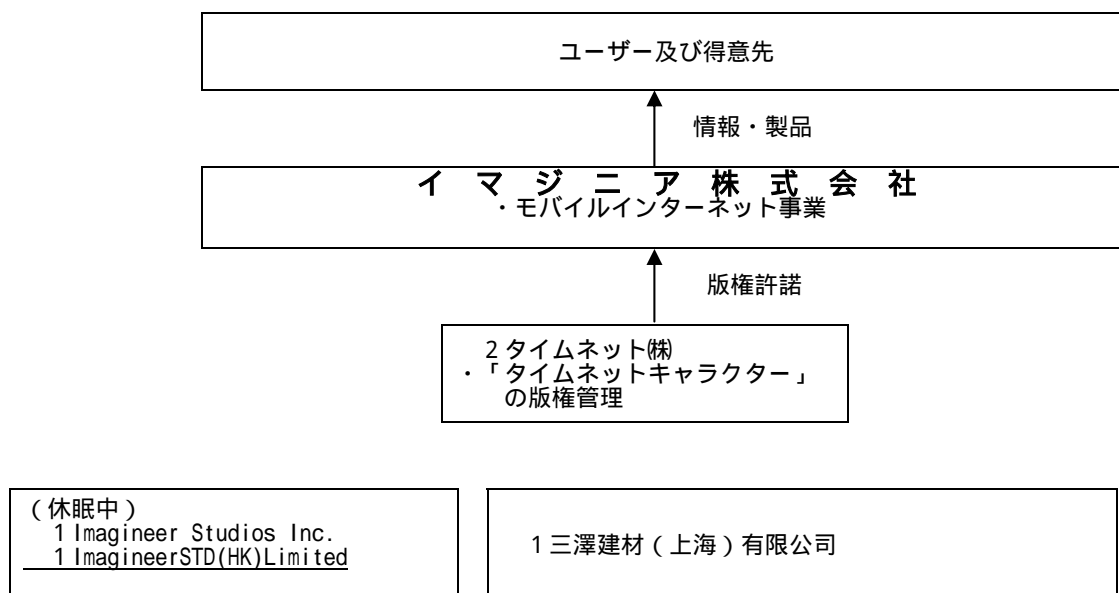 ユーザー及び得意先
情報・製品
イマジニア株式会社
・モバイルインターネット事業
版権許諾
2タイムネット㈱
・「タイムネットキャラクター」
の版権管理
(休眠中)
1 Imagineer Studios Inc.
1 ImagineerSTD(HK)Limited
1三澤建材(上海)有限公司